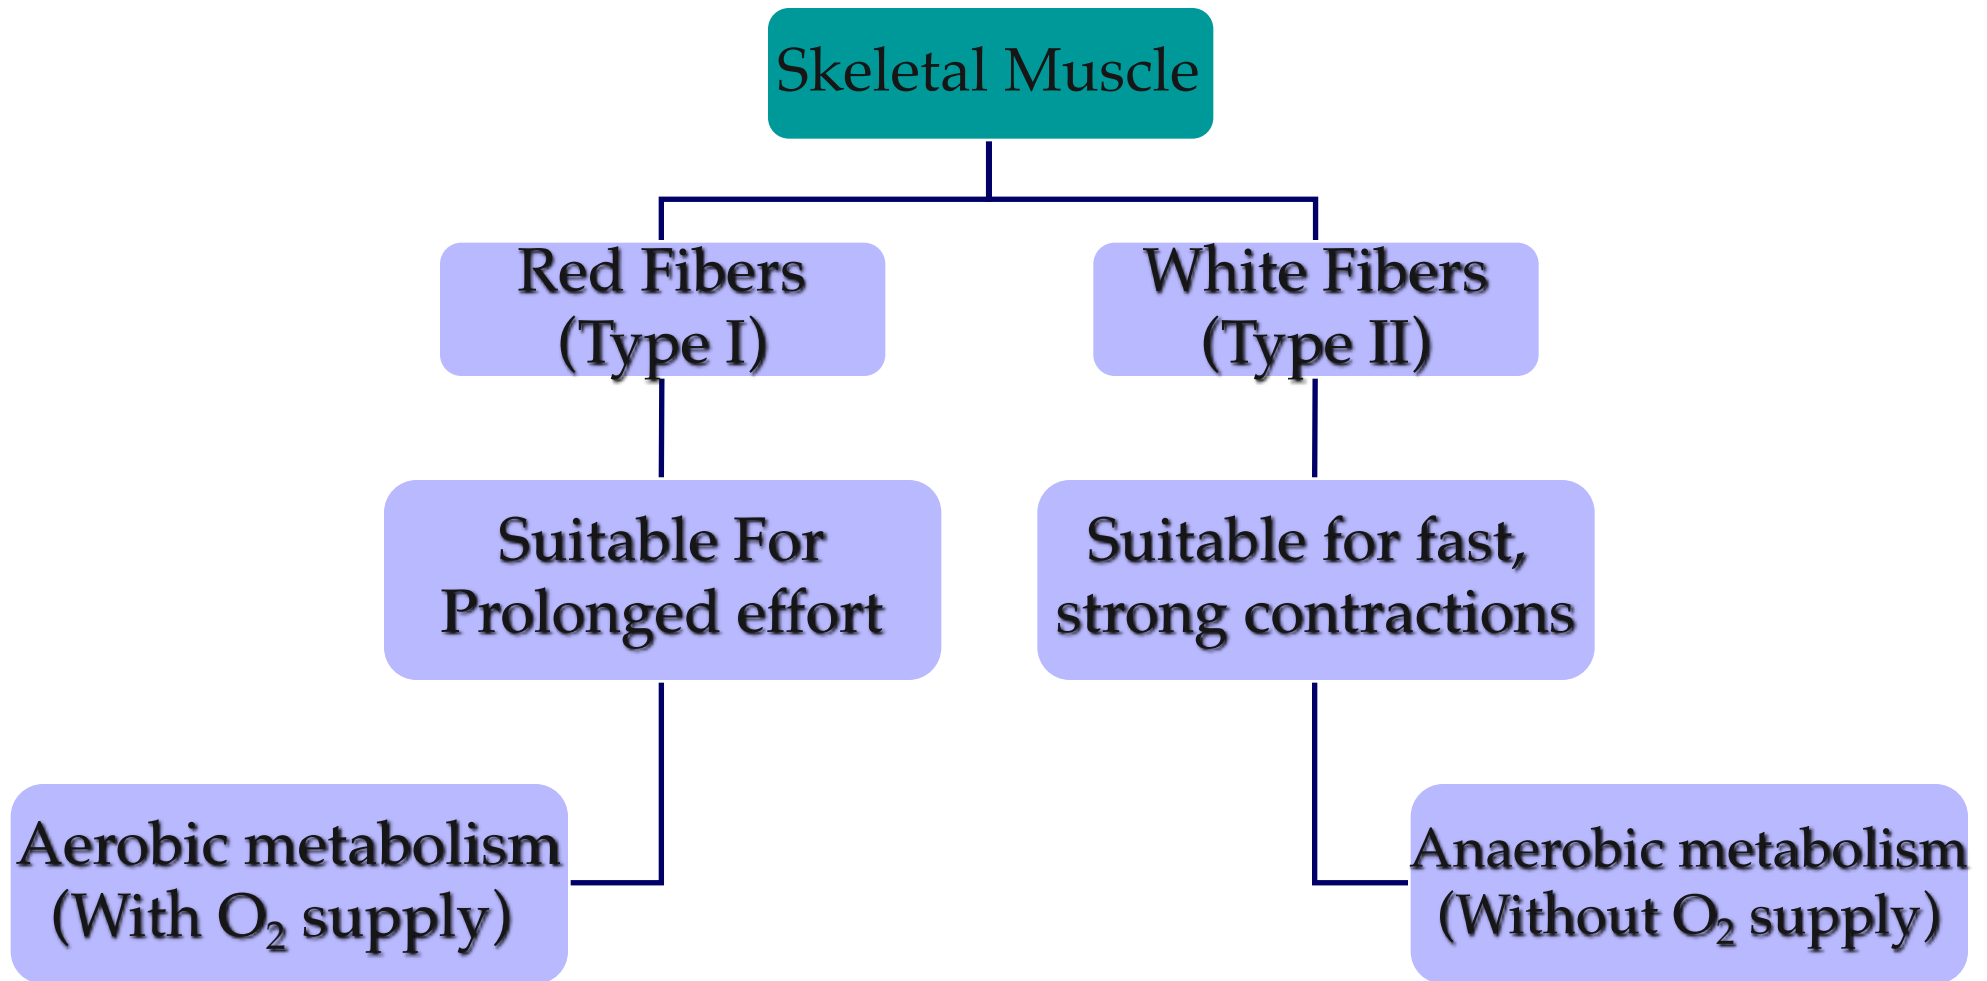 Skeletal Muscle
Red Fibers
(Type I)
White Fibers
(Type II)
Suitable For
Prolonged effort
Suitable for fast,
strong contractions
Aerobic metabolism
(With O₂ supply)
Anaerobic metabolism
(Without O₂ supply)